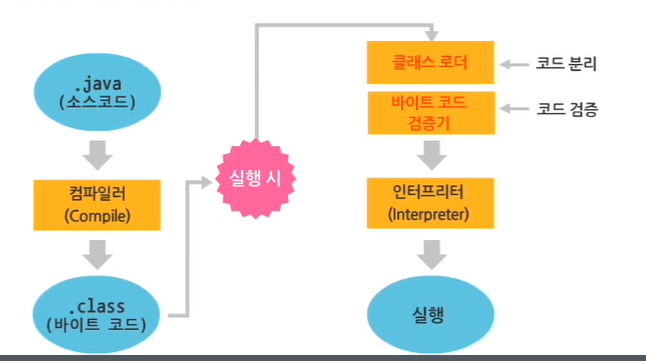 .java
(소스코드)
컴파일러
(Compile)
.class
(바이트 코드)
실행 시
클래스 로더
코드 분리
바이트 코드
검증기
코드 검증
인터프리터
(Interpreter)
실행